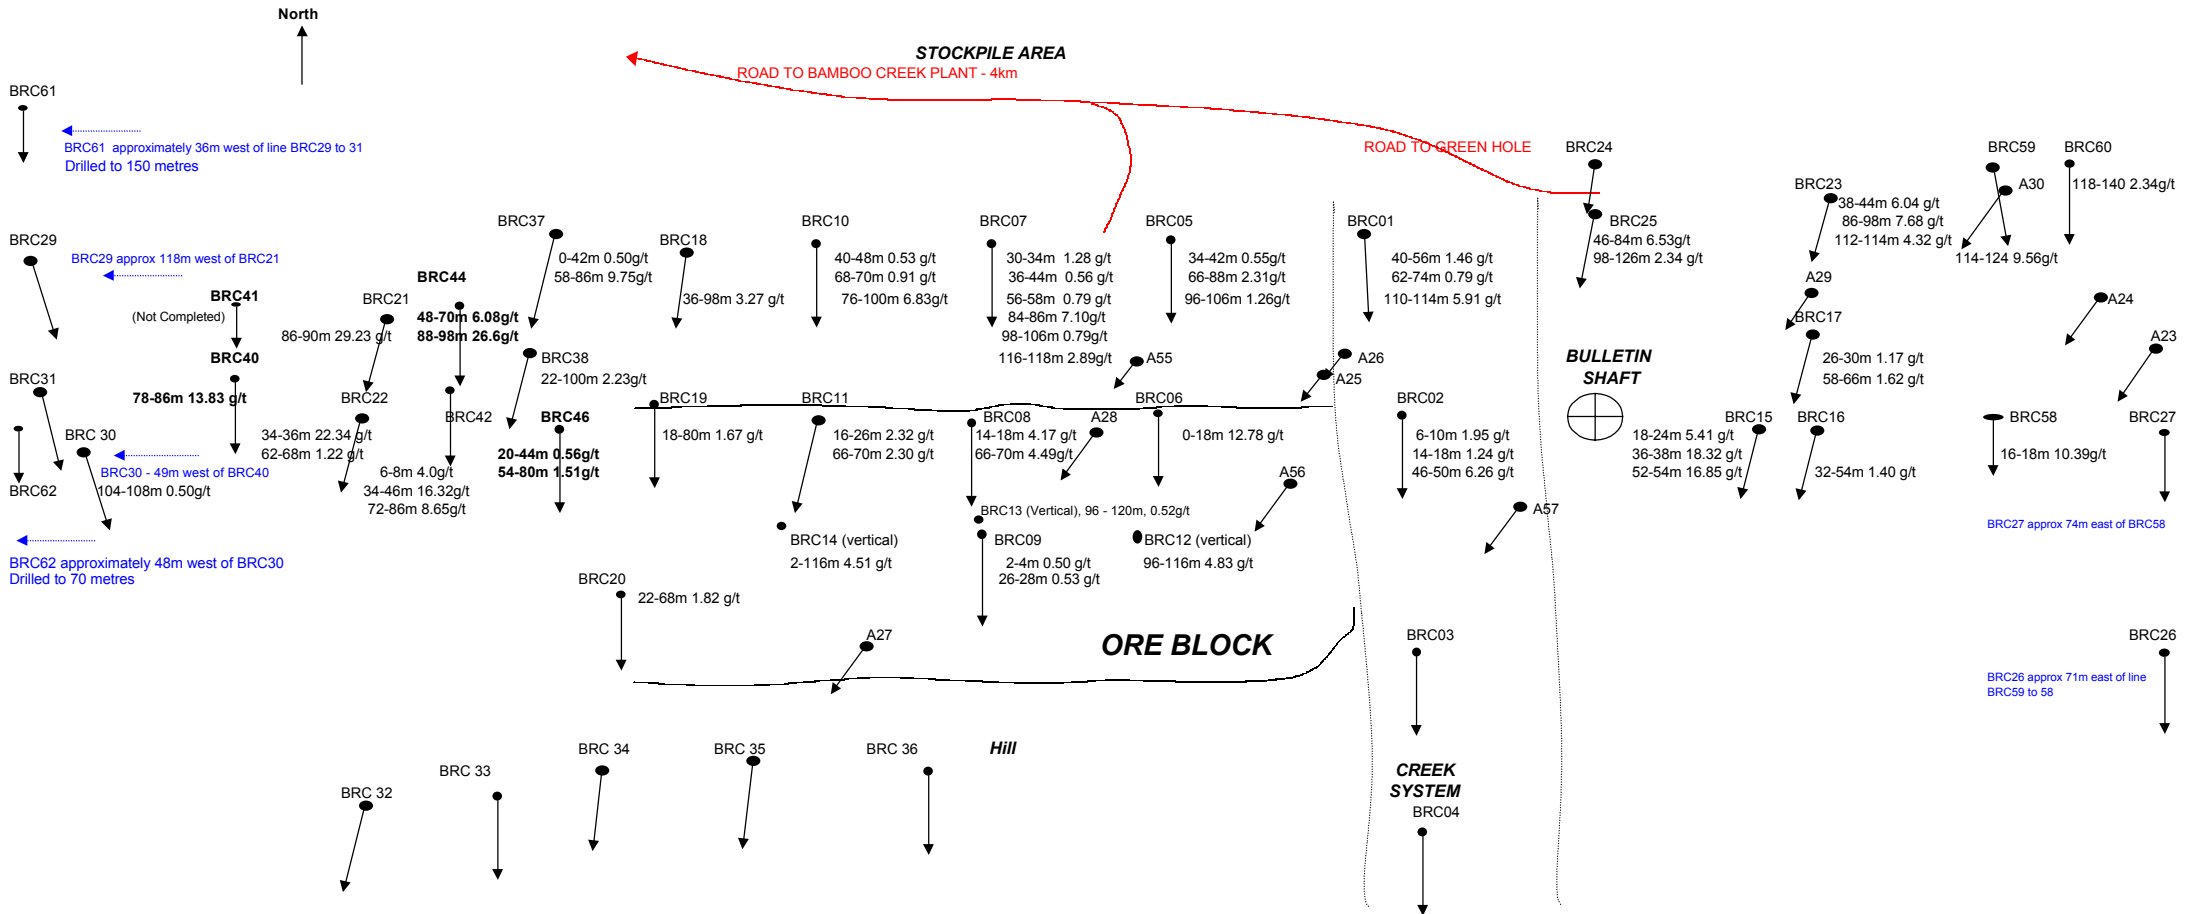 North
STOCKPILE AREA
ROAD TO BAMBOO CREEK PLANT - 4km
BRC61
BRC61 approximately 36m west of line BRC29 to 31
Drilled to 150 metres
ROAD TO GREEN HOLE
BRC24
BRC59
BRC60
A30
118-140 2.34g/t
BRC23
38-44m 6.04 g/t
86-98m 7.68 g/t
112-114m 4.32 g/t
114-124 9.56g/t
BRC25
46-84m 6.53g/t
98-126m 2.34 g/t
BRC29
BRC29 approx 118m west of BRC21
BRC37
0-42m 0.50g/t
58-86m 9.75g/t
BRC18
36-98m 3.27 g/t
BRC10
40-48m 0.53 g/t
68-70m 0.91 g/t
76-100m 6.83g/t
BRC07
30-34m 1.28 g/t
36-44m 0.56 g/t
56-58m 0.79 g/t
84-86m 7.10g/t
98-106m 0.79g/t
116-118m 2.89g/t
BRC05
34-42m 0.55g/t
66-88m 2.31g/t
96-106m 1.26g/t
BRC01
40-56m 1.46 g/t
62-74m 0.79 g/t
110-114m 5.91 g/t
BRC44
48-70m 6.08g/t
88-98m 26.6g/t
BRC41
(Not Completed)
BRC21
86-90m 29.23 g/t
A29
A24
BRC17
26-30m 1.17 g/t
58-66m 1.62 g/t
A23
BRC40
78-86m 13.83 g/t
BRC38
22-100m 2.23g/t
A55
A26
A25
BULLETIN
SHAFT
BRC31
BRC22
34-36m 22.34 g/t
62-68m 1.22 g/t
BRC42
6-8m 4.0g/t
34-46m 16.32g/t
72-86m 8.65g/t
BRC46
20-44m 0.56g/t
54-80m 1.51g/t
BRC19
18-80m 1.67 g/t
BRC11
16-26m 2.32 g/t
66-70m 2.30 g/t
BRC08
14-18m 4.17 g/t
66-70m 4.49g/t
A28
BRC06
0-18m 12.78 g/t
BRC02
6-10m 1.95 g/t
14-18m 1.24 g/t
46-50m 6.26 g/t
BRC15
18-24m 5.41 g/t
36-38m 18.32 g/t
52-54m 16.85 g/t
BRC16
32-54m 1.40 g/t
BRC58
16-18m 10.39g/t
BRC27
BRC 30
BRC30 - 49m west of BRC40
104-108m 0.50g/t
BRC62
A56
A57
BRC13 (Vertical), 96 - 120m, 0.52g/t
BRC27 approx 74m east of BRC58
BRC14 (vertical)
2-116m 4.51 g/t
BRC09
2-4m 0.50 g/t
26-28m 0.53 g/t
BRC12 (vertical)
96-116m 4.83 g/t
BRC62 approximately 48m west of BRC30
Drilled to 70 metres
BRC20
22-68m 1.82 g/t
A27
ORE BLOCK
BRC03
BRC26
BRC26 approx 71m east of line
BRC59 to 58
BRC 32
BRC 33
BRC 34
BRC 35
BRC 36
Hill
CREEK
SYSTEM
BRC04